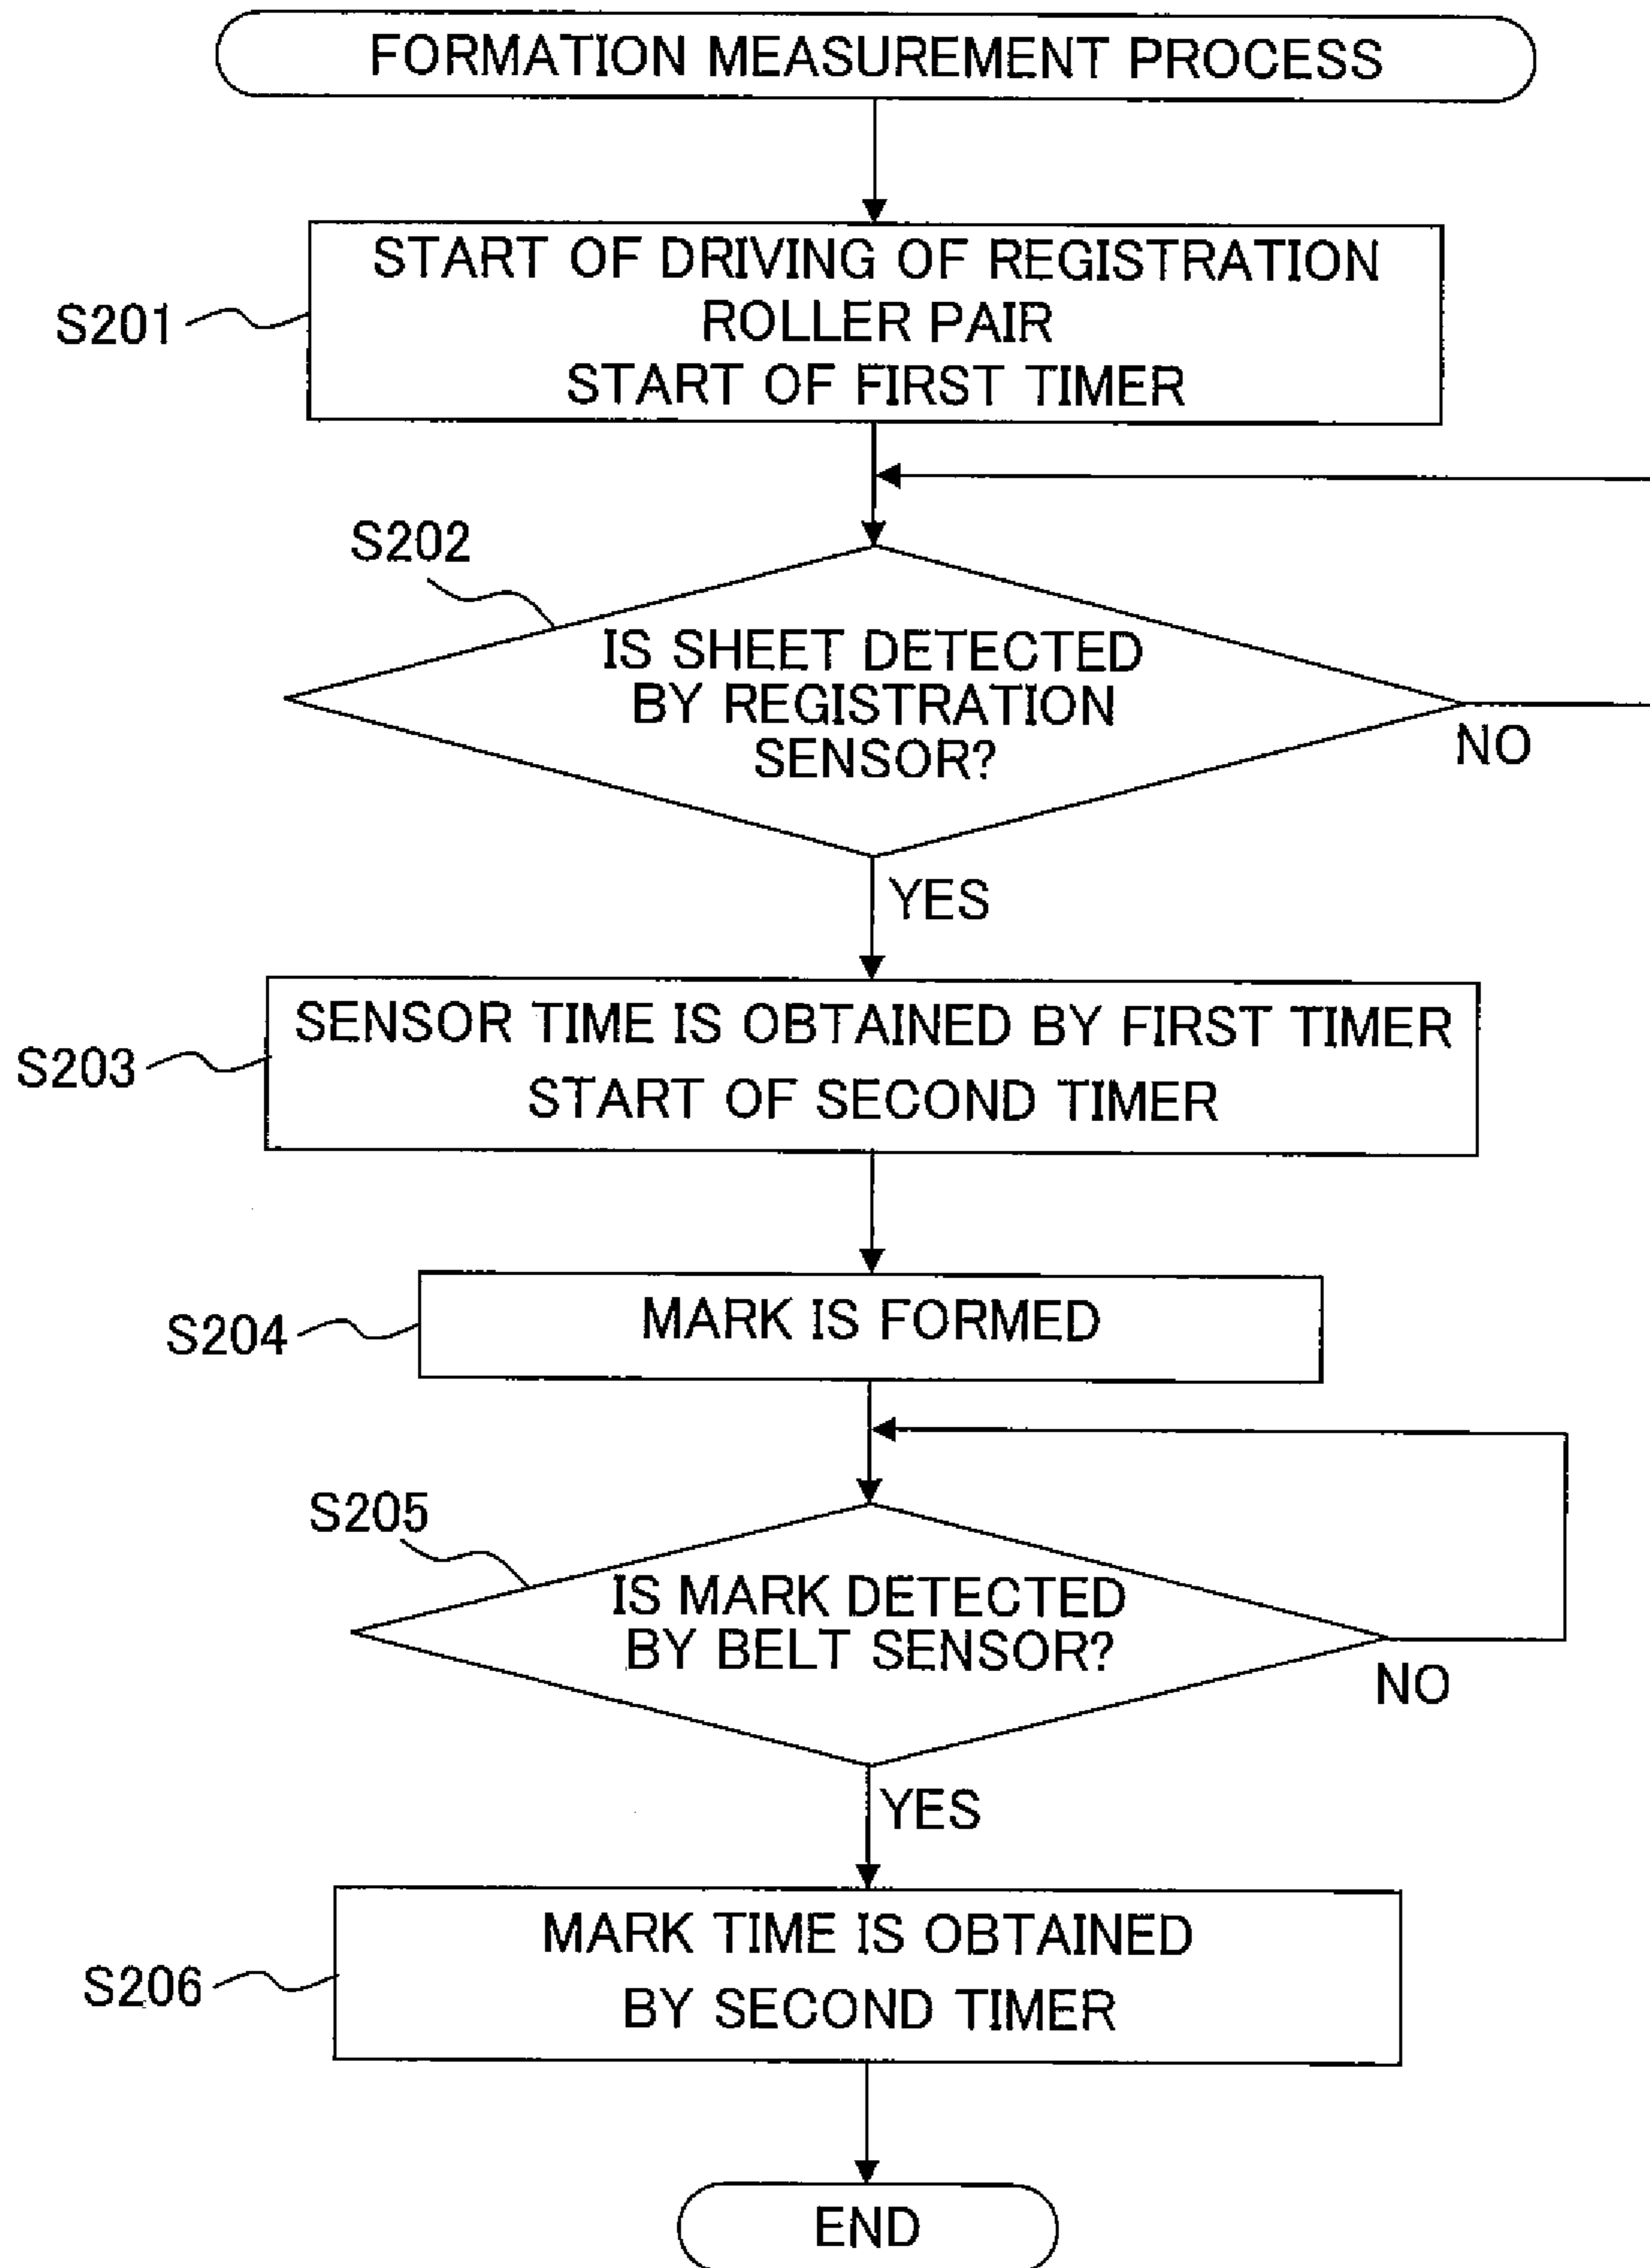 FORMATION MEASUREMENT PROCESS
S201
START OF DRIVING OF REGISTRATION
ROLLER PAIR
START OF FIRST TIMER
S202
IS SHEET DETECTED
BY REGISTRATION
SENSOR?
NO
YES
S203
SENSOR TIME IS OBTAINED BY FIRST TIMER
START OF SECOND TIMER
S204
MARK IS FORMED
S205
IS MARK DETECTED
BY BELT SENSOR?
NO
YES
S206
MARK TIME IS OBTAINED
BY SECOND TIMER
END